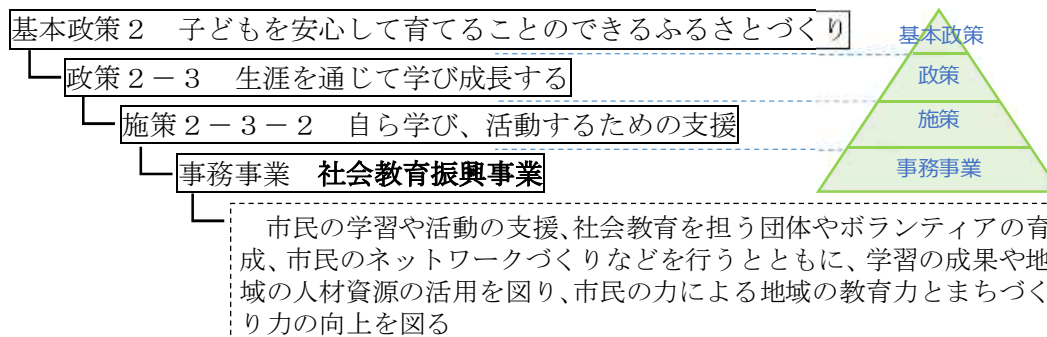 基本政策２　子どもを安心して育てることのできるふるさとづくり
政策２－３　生涯を通じて学び成長する
施策２－３－２　自ら学び、活動するための支援
事務事業　社会教育振興事業
市民の学習や活動の支援、社会教育を担う団体やボランティアの育
成、市民のネットワークづくりなどを行うとともに、学習の成果や地
域の人材資源の活用を図り、市民の力による地域の教育力とまちづく
り力の向上を図る
基本政策
政策
施策
事務事業